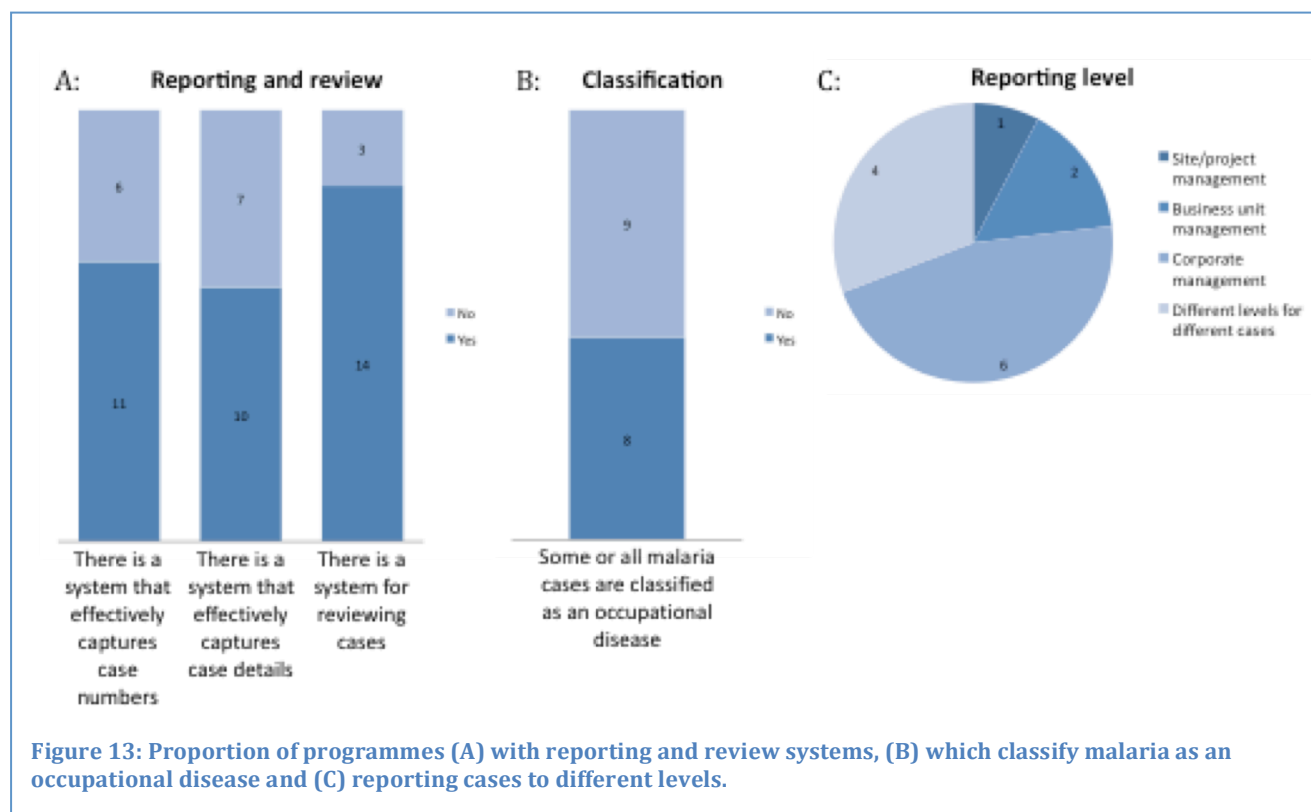 A:
Reporting and review
6
7
3
11
10
14
No
Yes
There is a
system that
effectively
captures
case
numbers
There is a
system that
effectively
captures
case details
There is a
system for
reviewing
cases
B:
Classification
9
8
No
Yes
Some or all malaria
cases are classified
as an occupational
disease
C:
Reporting level
1
2
4
6
Site/project
management
Business unit
management
Corporate
management
Different levels for
different cases
Figure 13: Proportion of programmes (A) with reporting and review systems, (B) which classify malaria as an
occupational disease and (C) reporting cases to different levels.